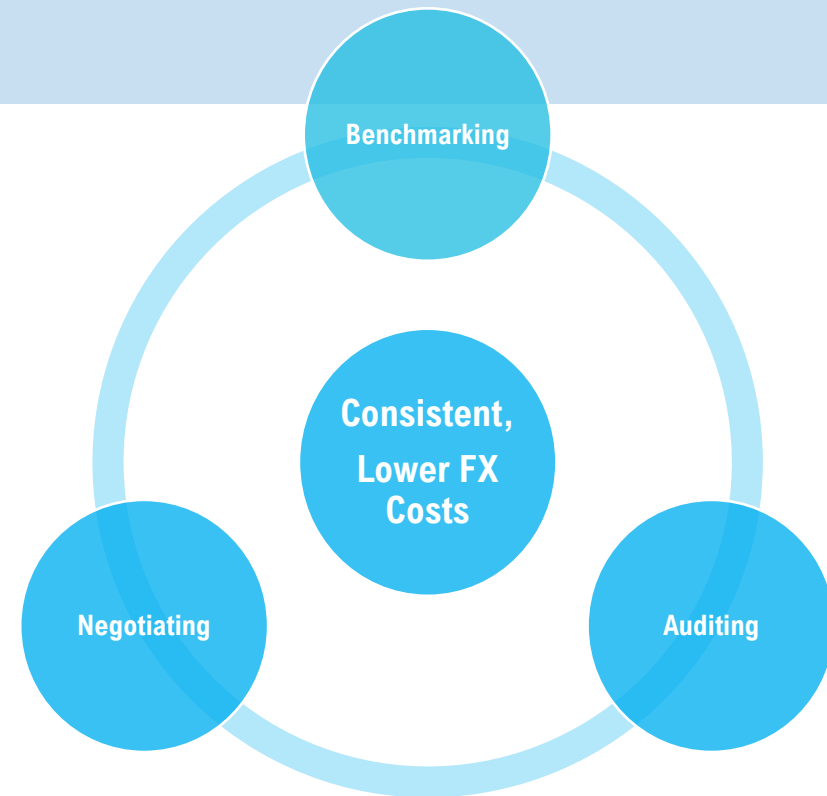 Benchmarking
Consistent,
Lower FX
Costs
Negotiating
Auditing